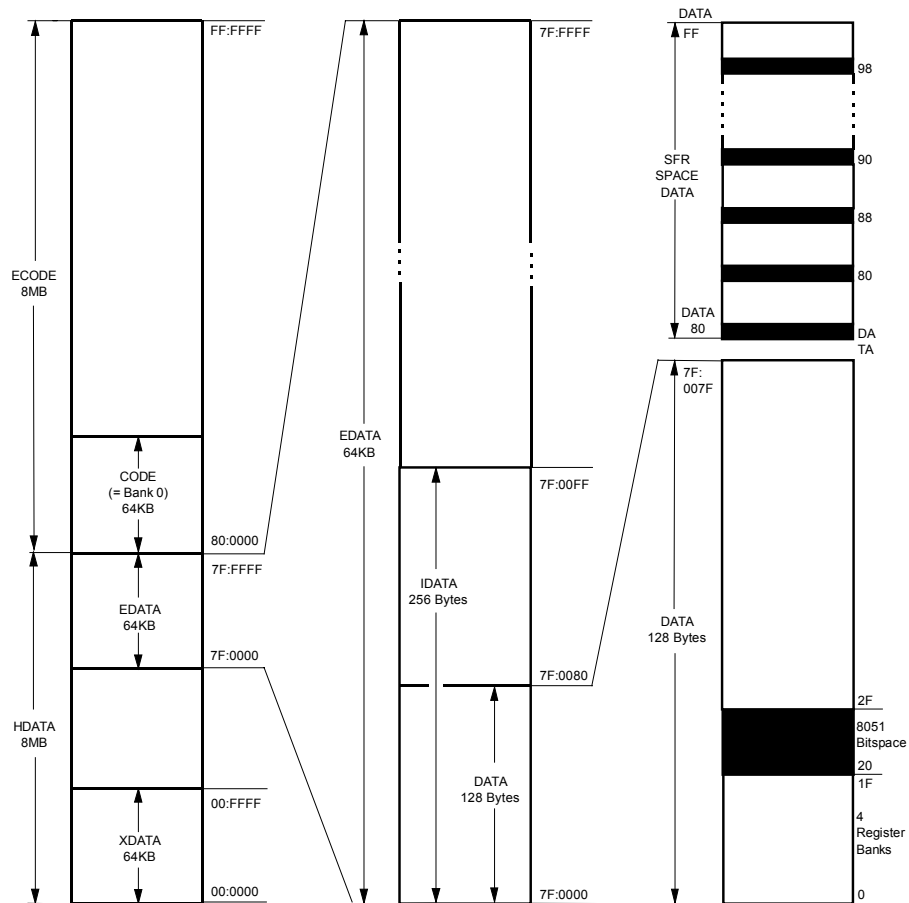 FF:FFFF
ECODE
8MB
CODE
(= Bank 0)
64KB
80:0000
7F:FFFF
EDATA
64KB
7F:0000
HDATA
8MB
00:FFFF
XDATA
64KB
00:0000
7F:FFFF
EDATA
64KB
7F:00FF
IDATA
256 Bytes
7F:0080
DATA
128 Bytes
7F:0000
DATA
FF
98
90
SFR
SPACE
DATA
88
80
DATA
80
DA
TA
7F:
007F
DATA
128 Bytes
2F
8051
Bitspace
20
1F
4
Register
Banks
0